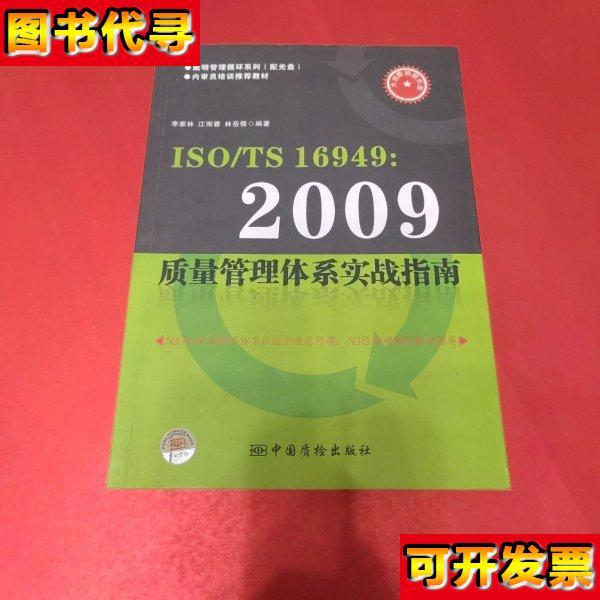 图书代寻
●戴明管理循环系列（配光盘）
●内审员培训推荐教材
李家林 江雨蓉 林岳儒◎编著
ISO/TS 16949:
2009
质量管理体系实战指南
中国质检出版社
可开发票